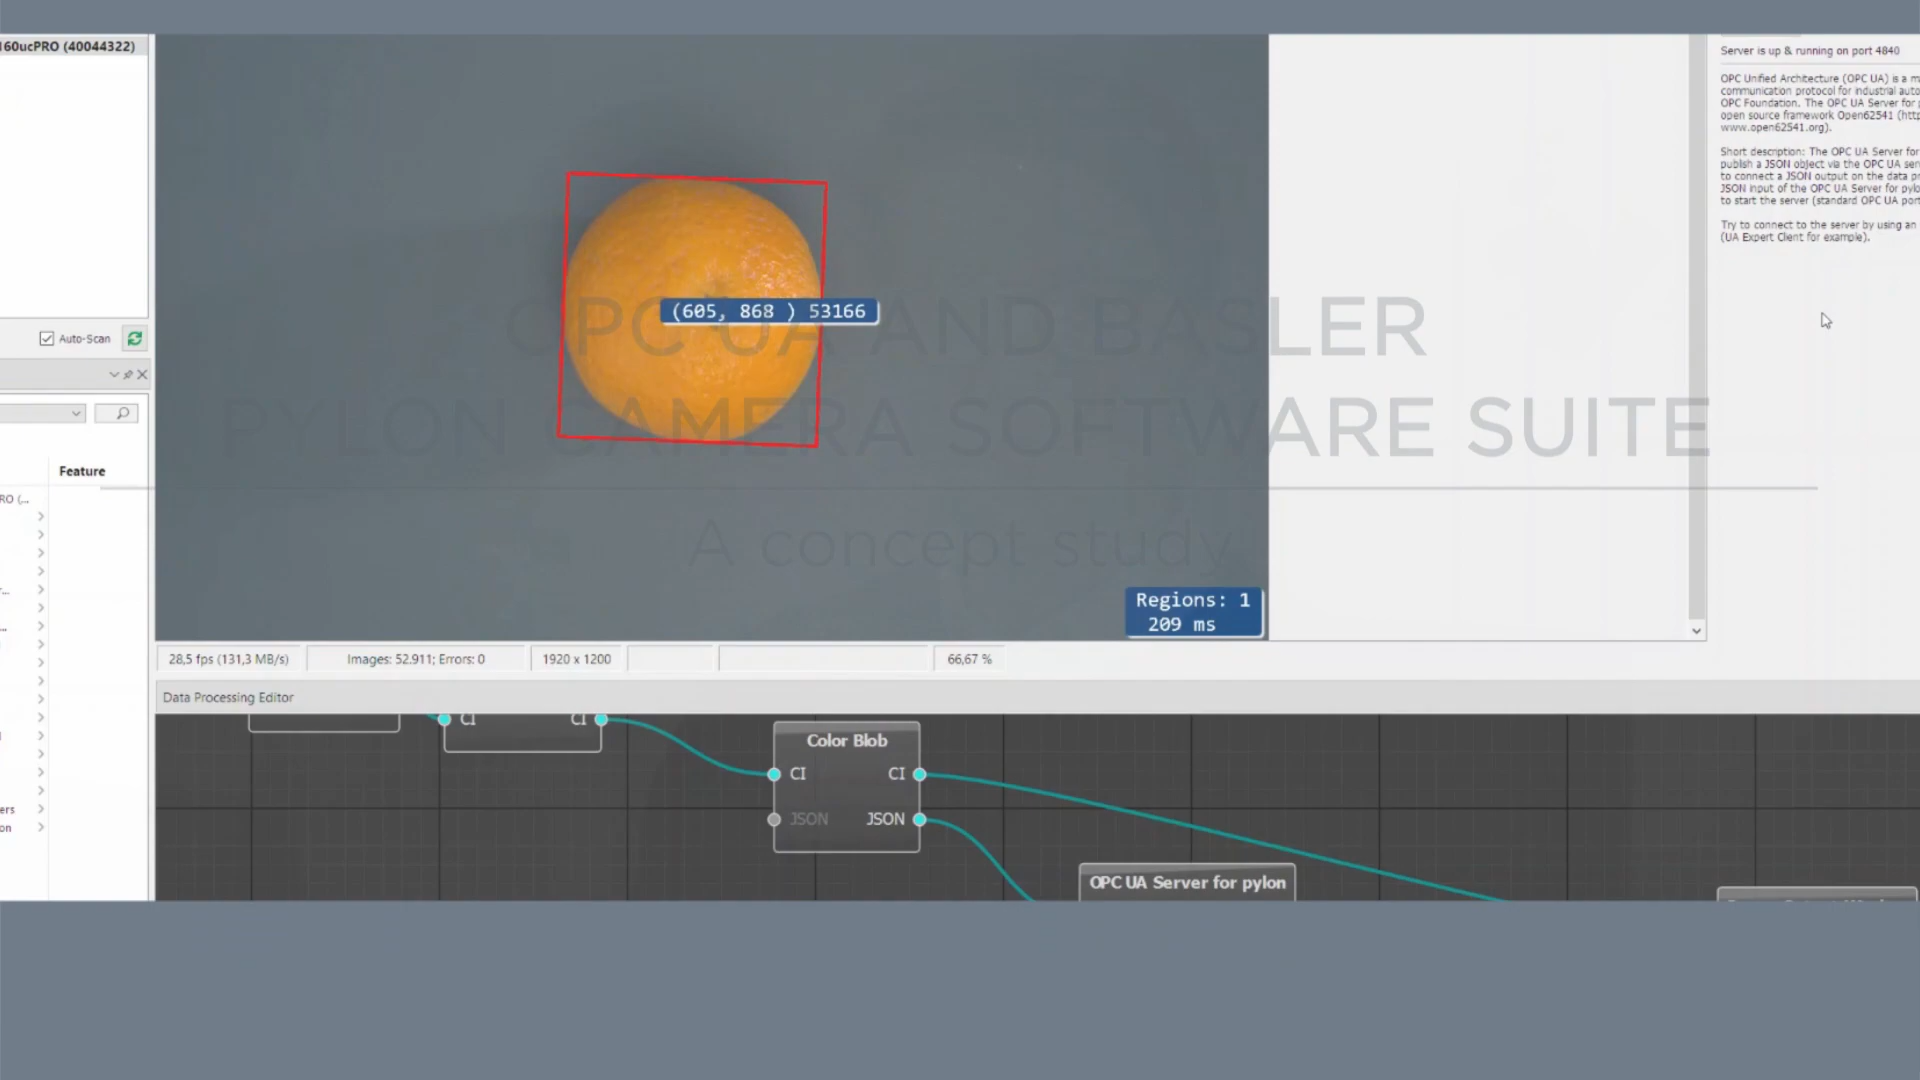 160ucPRO (40044322)
Server is up & running on port 4840
OPC Unified Architecture (OPC UA) is a
communication protocol for industrial
OPC Foundation. The OPC UA Server for
open source framework Open62541
www.open62541.org).
Short description: The OPC UA Server for
publish a JSON object via the OPC UA
to connect a JSON output on the data
JSON input of the OPC UA Server for
to start the server (standard OPC UA
Try to connect to the server by using an
(UA Expert Client for example).
(605, 868 ) 53166
OPC UA AND BASLER
PYLON CAMERA SOFTWARE SUITE
A concept study
Auto-Scan
Feature
Regions: 1
209 ms
28,5 fps (131,3 MB/s)
Images: 52.911; Errors: 0
1920 x 1200
66,67 %
Data Processing Editor
CI CI
Color Blob
CI CI
JSON JSON
OPC UA Server for pylon